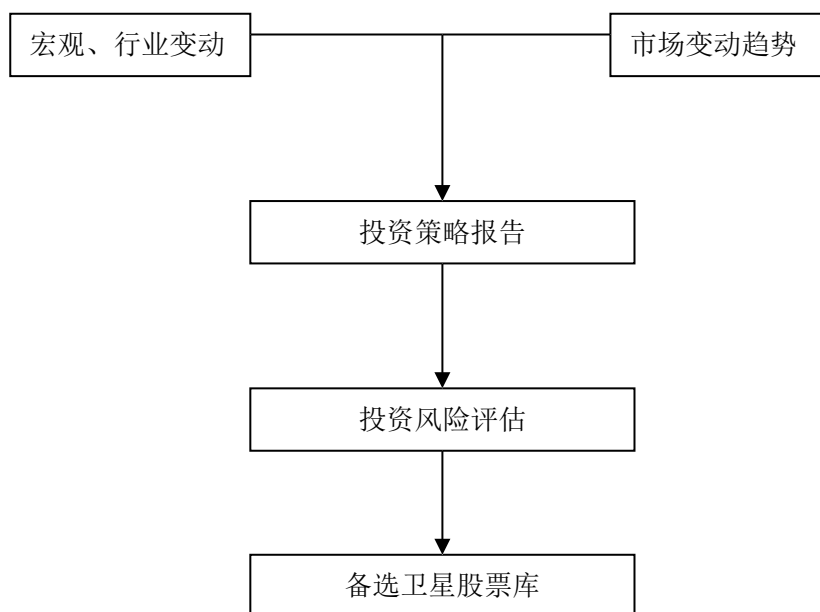 宏观、行业变动
市场变动趋势
投资策略报告
投资风险评估
备选卫星股票库